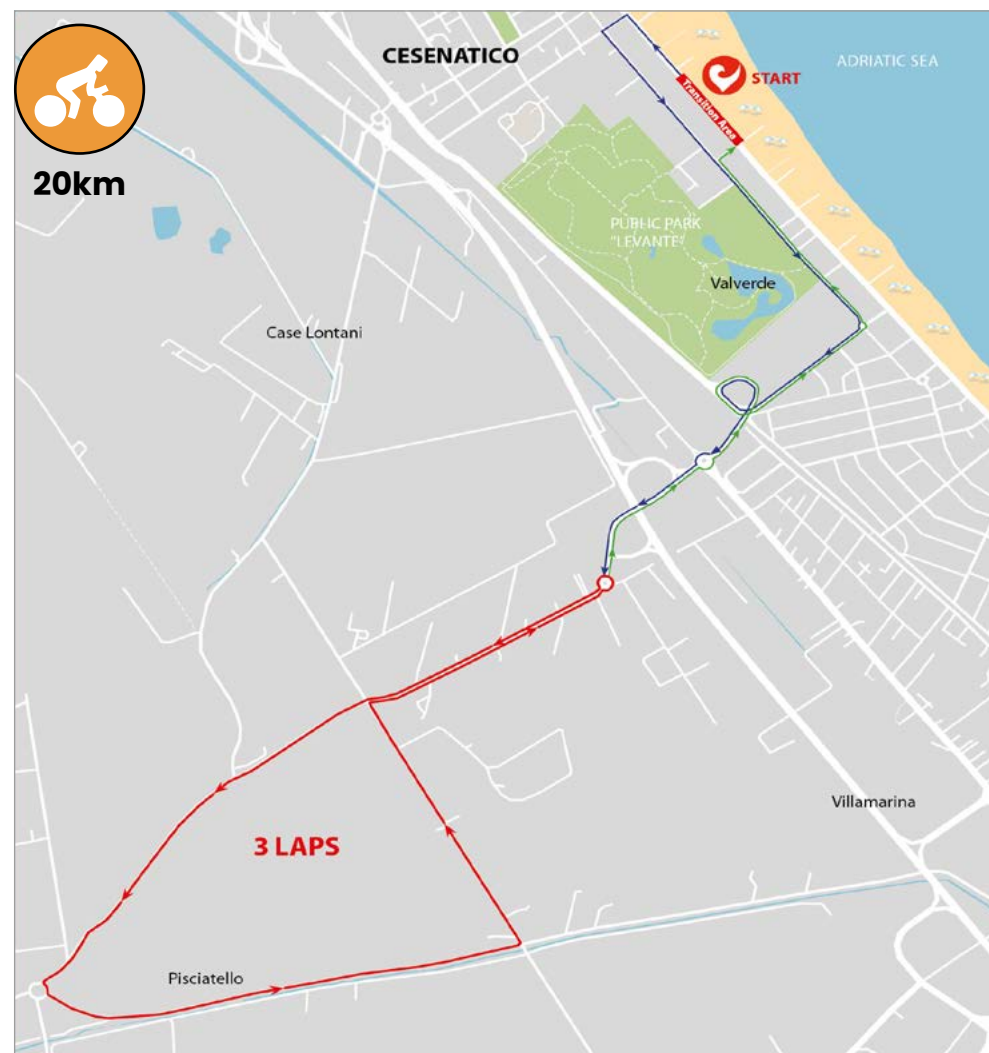 CESENATICO
ADRIATIC SEA
START
Transition Area
20km
PUBLIC PARK
"LEVANTE"
Valverde
Case Lontani
Villamarina
3 LAPS
Pisciatello